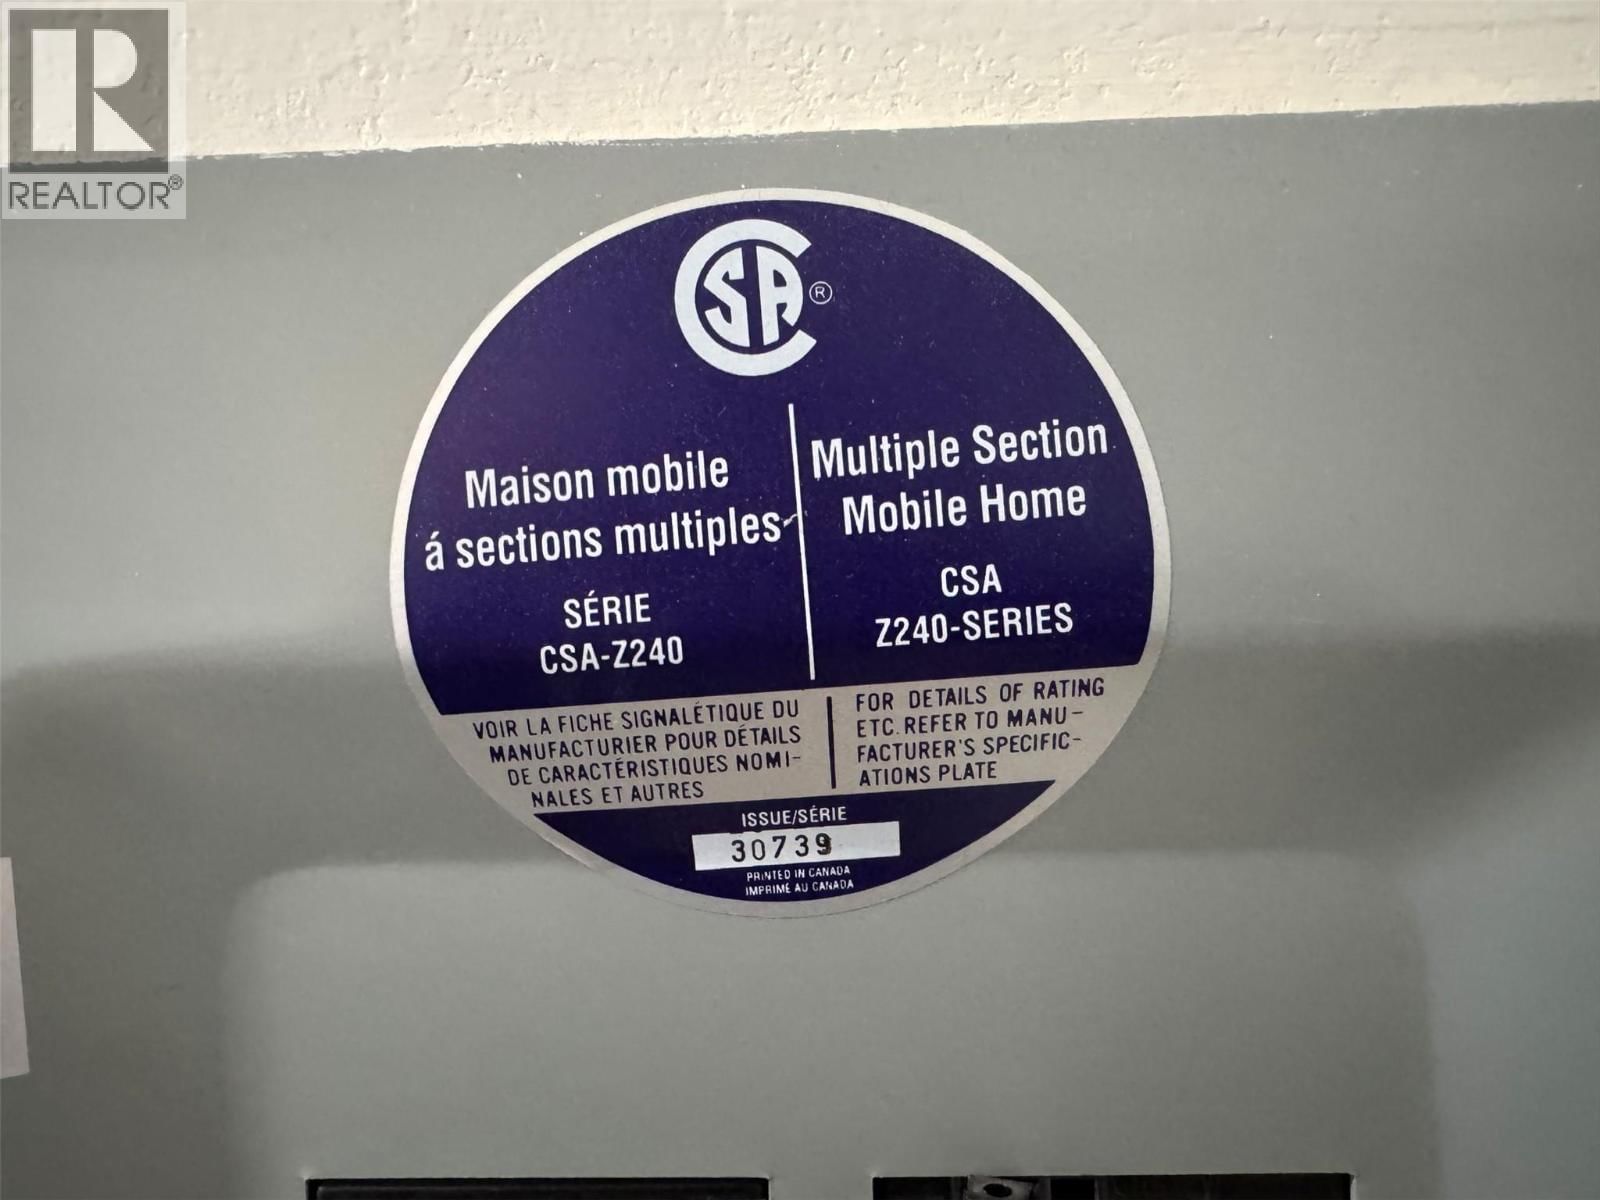 REALTOR®
CSA ®
Maison mobile
á sections multiples
SÉRIE
CSA-Z240
Multiple Section
Mobile Home
CSA
Z240-SERIES
VOIR LA FICHE SIGNALÉTIQUE DU
MANUFACTURIER POUR DÉTAILS
DE CARACTÉRISTIQUES NOMI-
NALES ET AUTRES
FOR DETAILS OF RATING
ETC. REFER TO MANU-
FACTURER'S SPECIFIC-
ATIONS PLATE
ISSUE/SÉRIE
30739
PRINTED IN CANADA
IMPRIMÉ AU CANADA